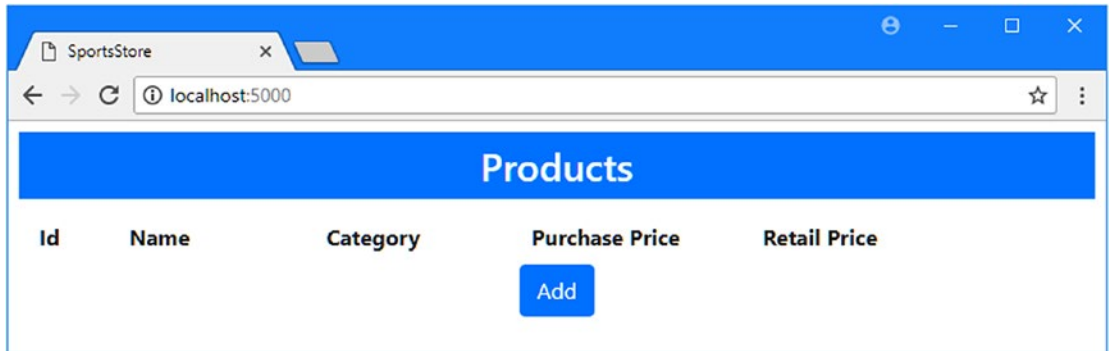 SportsStore
localhost:5000
Products
Id Name Category Purchase Price Retail Price
Add